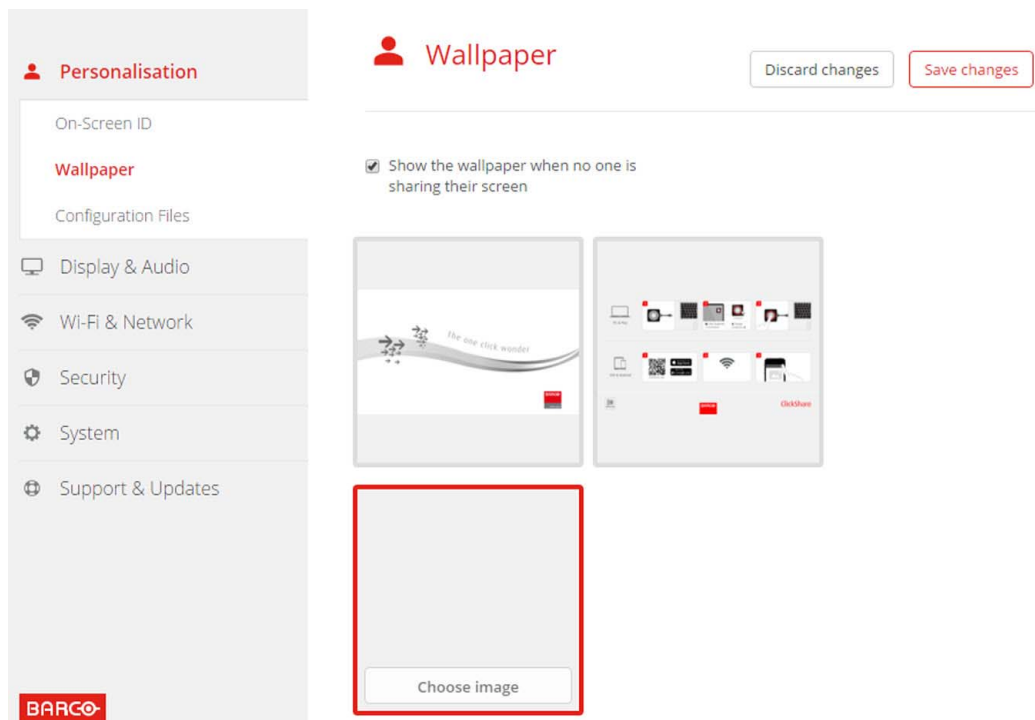 Personalisation
On-Screen ID
Wallpaper
Configuration Files
Display & Audio
Wi-Fi & Network
Security
System
Support & Updates
BARCO
Wallpaper
Discard changes
Save changes
Show the wallpaper when no one is
sharing their screen
The one click wonder
BARCO
ClickShare
Choose image